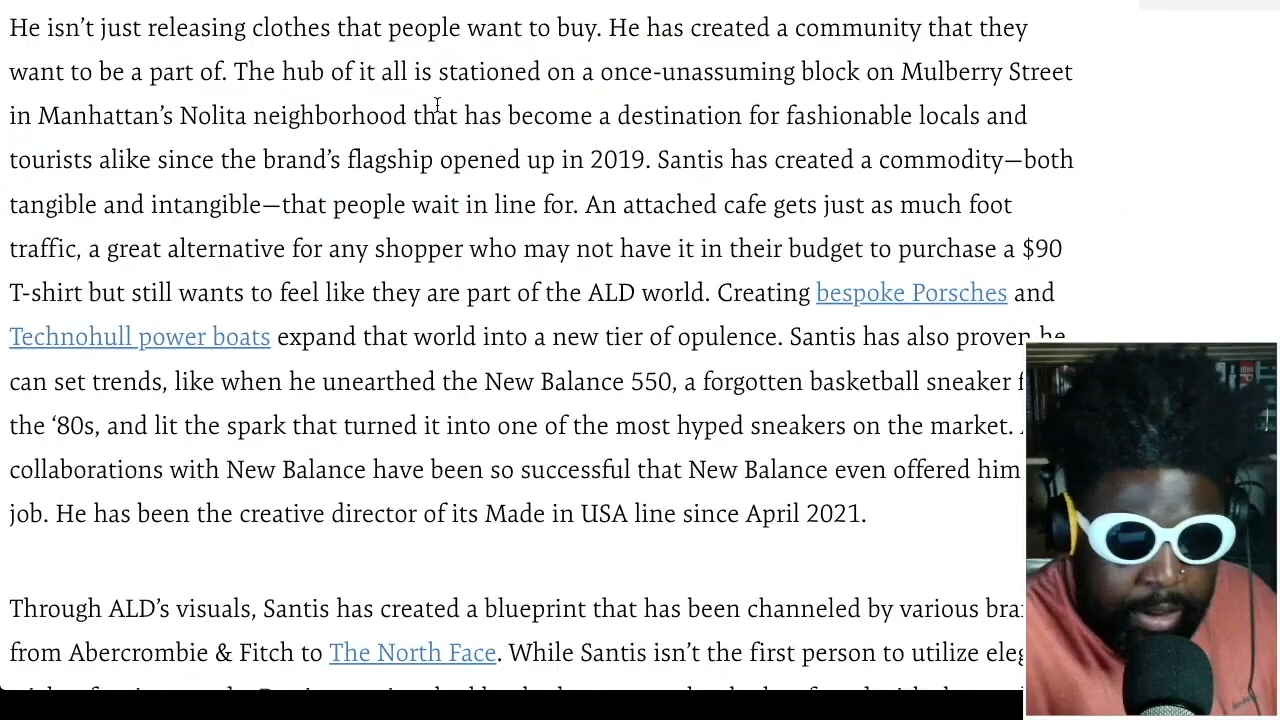 He isn’t just releasing clothes that people want to buy. He has created a community that they
want to be a part of. The hub of it all is stationed on a once-unassuming block on Mulberry Street
in Manhattan’s Nolita neighborhood that has become a destination for fashionable locals and
tourists alike since the brand’s flagship opened up in 2019. Santis has created a commodity—both
tangible and intangible—that people wait in line for. An attached cafe gets just as much foot
traffic, a great alternative for any shopper who may not have it in their budget to purchase a $90
T-shirt but still wants to feel like they are part of the ALD world. Creating bespoke Porsches and
Technohull power boats expand that world into a new tier of opulence. Santis has also proven he
can set trends, like when he unearthed the New Balance 550, a forgotten basketball sneaker
the ‘80s, and lit the spark that turned it into one of the most hyped sneakers on the market.
collaborations with New Balance have been so successful that New Balance even offered him
job. He has been the creative director of its Made in USA line since April 2021.
Through ALD’s visuals, Santis has created a blueprint that has been channeled by various
from Abercrombie & Fitch to The North Face. While Santis isn’t the first person to utilize